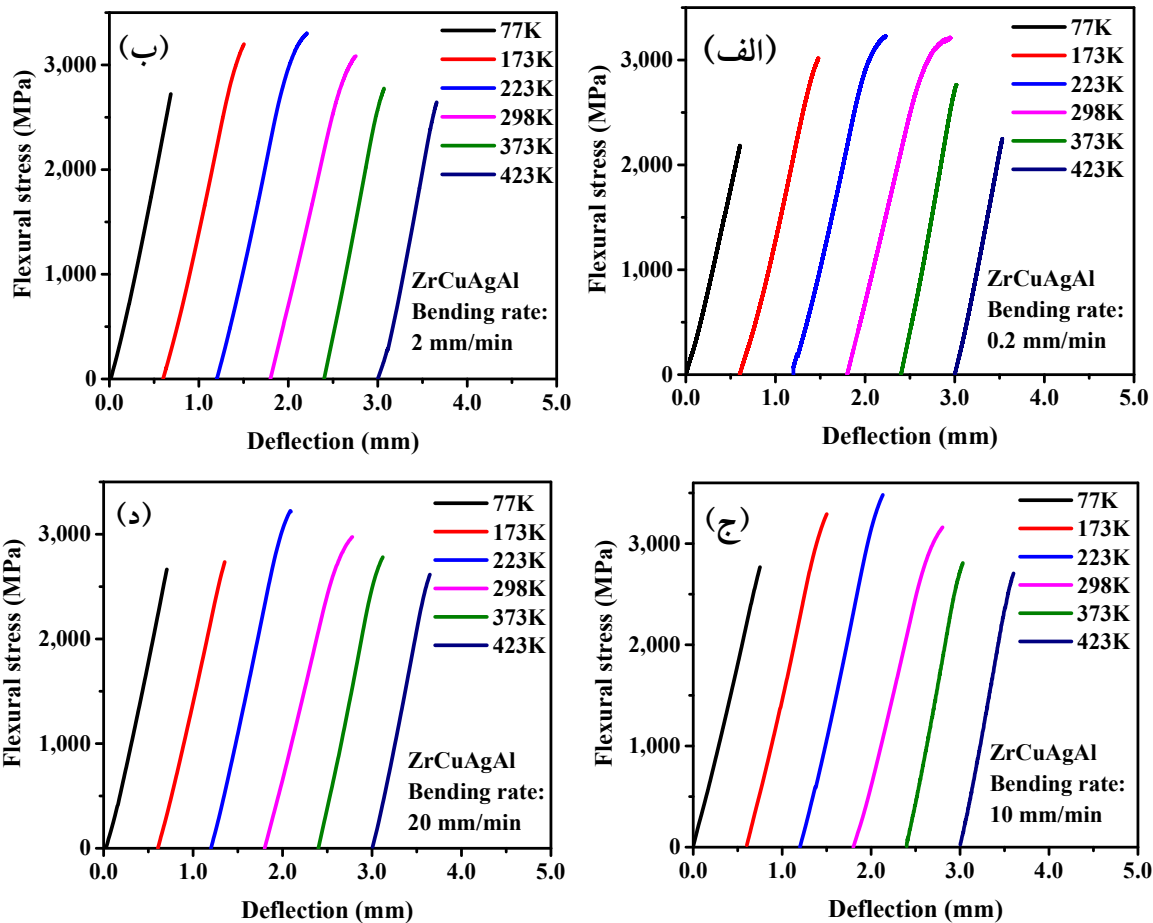 (ب)
Flexural stress (MPa)
3,000
2,000
1,000
0
77K
173K
223K
298K
373K
423K
ZrCuAgAl
Bending rate:
2 mm/min
0.0 1.0 2.0 3.0 4.0 5.0
Deflection (mm)
(الف)
Flexural stress (MPa)
3,000
2,000
1,000
0
77K
173K
223K
298K
373K
423K
ZrCuAgAl
Bending rate:
0.2 mm/min
0.0 1.0 2.0 3.0 4.0 5.0
Deflection (mm)
(د)
Flexural stress (MPa)
3,000
2,000
1,000
0
77K
173K
223K
298K
373K
423K
ZrCuAgAl
Bending rate:
20 mm/min
0.0 1.0 2.0 3.0 4.0 5.0
Deflection (mm)
(ج)
Flexural stress (MPa)
3,000
2,000
1,000
0
77K
173K
223K
298K
373K
423K
ZrCuAgAl
Bending rate:
10 mm/min
0.0 1.0 2.0 3.0 4.0 5.0
Deflection (mm)